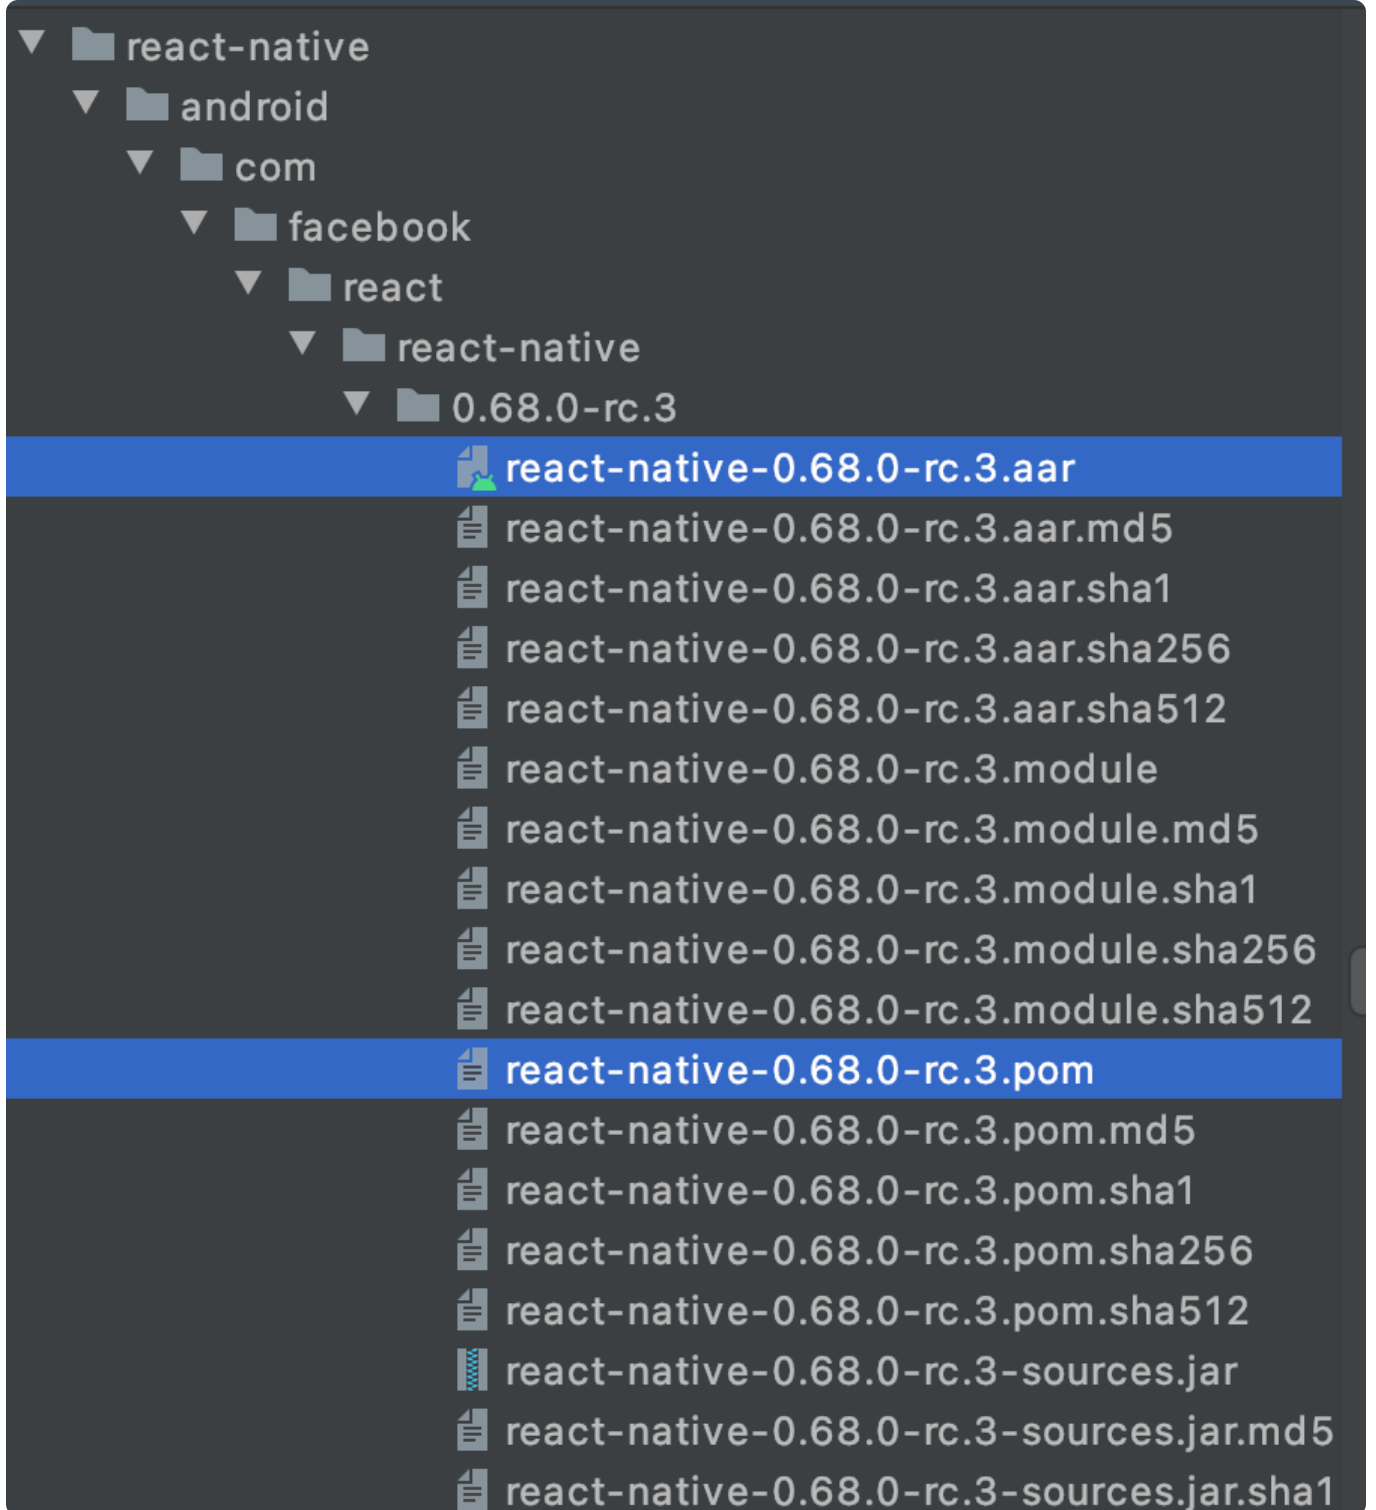 react-native
android
com
facebook
react
react-native
0.68.0-rc.3
react-native-0.68.0-rc.3.aar
react-native-0.68.0-rc.3.aar.md5
react-native-0.68.0-rc.3.aar.sha1
react-native-0.68.0-rc.3.aar.sha256
react-native-0.68.0-rc.3.aar.sha512
react-native-0.68.0-rc.3.module
react-native-0.68.0-rc.3.module.md5
react-native-0.68.0-rc.3.module.sha1
react-native-0.68.0-rc.3.module.sha256
react-native-0.68.0-rc.3.module.sha512
react-native-0.68.0-rc.3.pom
react-native-0.68.0-rc.3.pom.md5
react-native-0.68.0-rc.3.pom.sha1
react-native-0.68.0-rc.3.pom.sha256
react-native-0.68.0-rc.3.pom.sha512
react-native-0.68.0-rc.3-sources.jar
react-native-0.68.0-rc.3-sources.jar.md5
react-native-0.68.0-rc.3-sources.jar.sha1